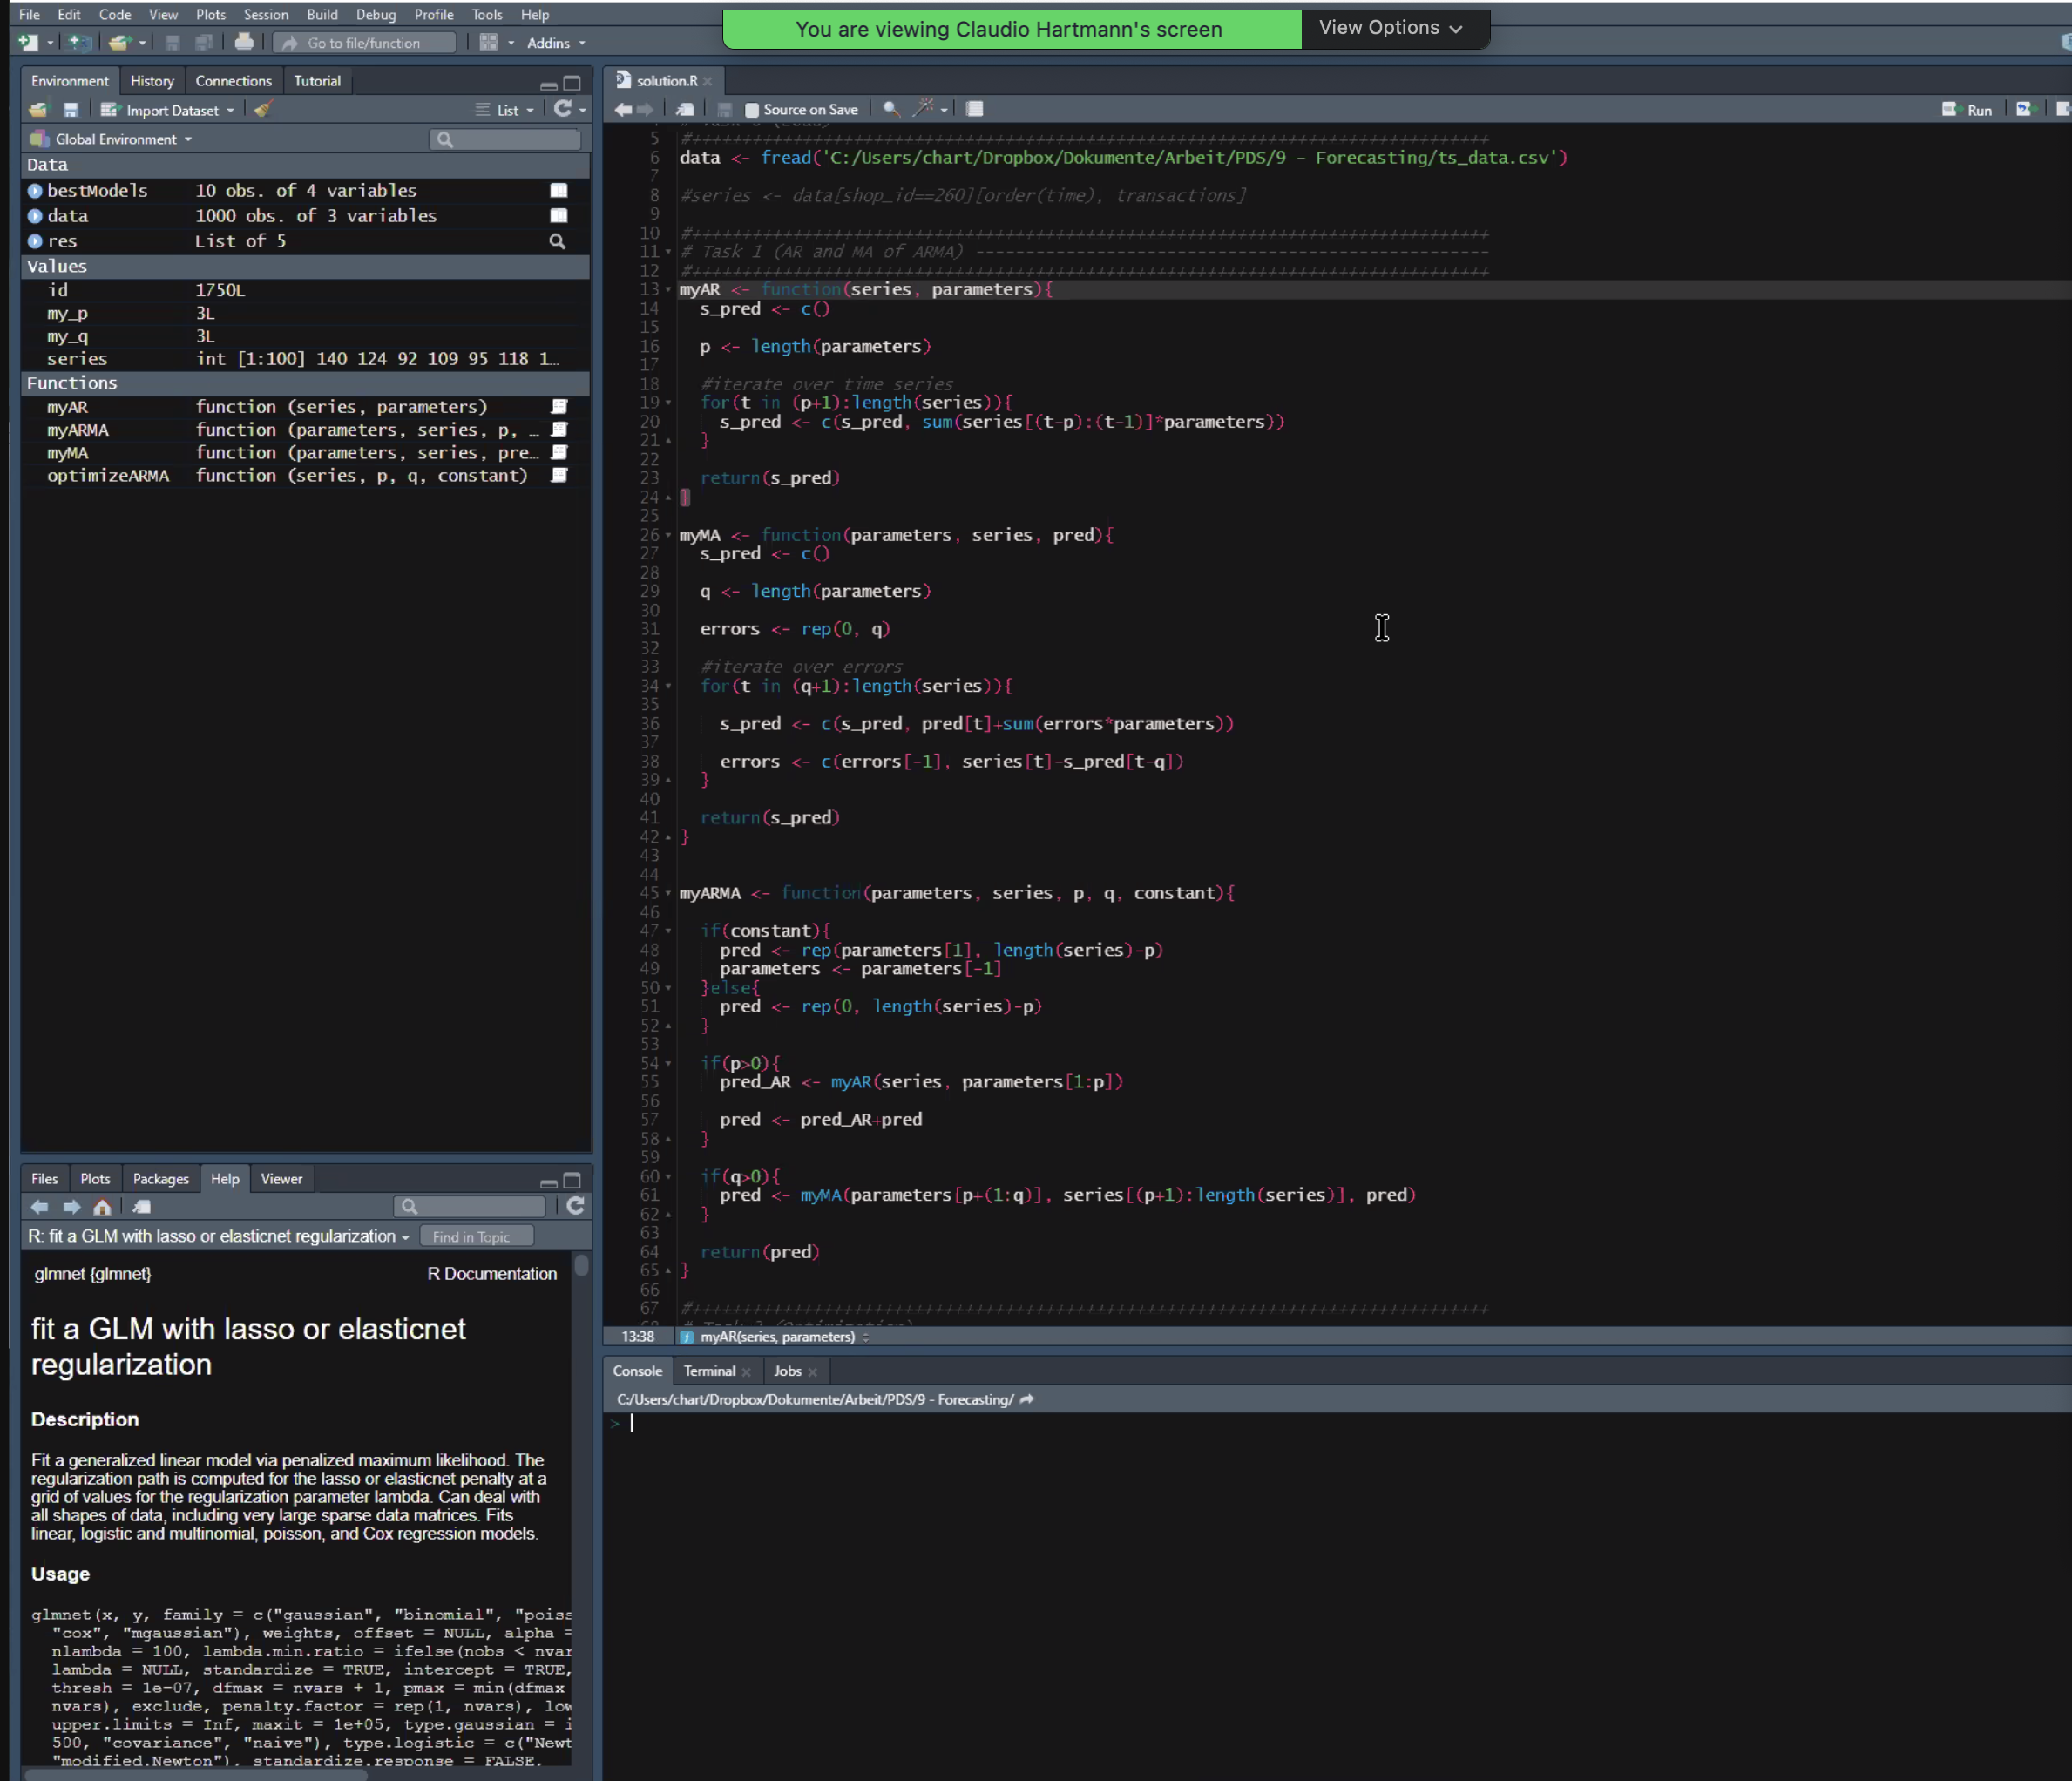 File Edit Code View Plots Session Build Debug Profile Tools Help
You are viewing Claudio Hartmann's screen
View Options
Go to file/function
Addins
Environment History Connections Tutorial
Import Dataset
List
Global Environment
Data
bestModels 10 obs. of 4 variables
data 1000 obs. of 3 variables
res List of 5
Values
id 1750L
my_p 3L
my_q 3L
series int [1:100] 140 124 92 109 95 118 1…
Functions
myAR function (series, parameters)
myARMA function (parameters, series, p, …
myMA function (parameters, series, pre…
optimizeARMA function (series, p, q, constant)
Files Plots Packages Help Viewer
R: fit a GLM with lasso or elasticnet regularization
Find in Topic
glmnet {glmnet} R Documentation
fit a GLM with lasso or elasticnet
regularization
Description
Fit a generalized linear model via penalized maximum likelihood. The
regularization path is computed for the lasso or elasticnet penalty at a
grid of values for the regularization parameter lambda. Can deal with
all shapes of data, including very large sparse data matrices. Fits
linear, logistic and multinomial, poisson, and Cox regression models.
Usage
glmnet(x, y, family = c("gaussian", "binomial", "poiss
"cox", "mgaussian"), weights, offset = NULL, alpha =
nlambda = 100, lambda.min.ratio = ifelse(nobs < nvar
lambda = NULL, standardize = TRUE, intercept = TRUE,
thresh = 1e-07, dfmax = nvars + 1, pmax = min(dfmax
nvars), exclude, penalty.factor = rep(1, nvars), low
upper.limits = Inf, maxit = 1e+05, type.gaussian = i
500, "covariance", "naive"), type.logistic = c("Newt
"modified.Newton"), standardize.response = FALSE,
solution.R
Source on Save
Run
5 #++++++++++++++++++++++++++++++++++++++++++++++++++++++++++++++++++++++++++++++
6 data <- fread('C:/Users/chart/Dropbox/Dokumente/Arbeit/PDS/9 - Forecasting/ts_data.csv')
7
8 #series <- data[shop_id==260][order(time), transactions]
9
10 #++++++++++++++++++++++++++++++++++++++++++++++++++++++++++++++++++++++++++++++
11 # Task 1 (AR and MA of ARMA) ---------------------------------------------------
12 #++++++++++++++++++++++++++++++++++++++++++++++++++++++++++++++++++++++++++++++
13 myAR <- function(series, parameters){
14 s_pred <- c()
15
16 p <- length(parameters)
17
18 #iterate over time series
19 for(t in (p+1):length(series)){
20 s_pred <- c(s_pred, sum(series[(t-p):(t-1)]*parameters))
21 }
22
23 return(s_pred)
24 }
25
26 myMA <- function(parameters, series, pred){
27 s_pred <- c()
28
29 q <- length(parameters)
30
31 errors <- rep(0, q)
32
33 #iterate over errors
34 for(t in (q+1):length(series)){
35
36 s_pred <- c(s_pred, pred[t]+sum(errors*parameters))
37
38 errors <- c(errors[-1], series[t]-s_pred[t-q])
39 }
40
41 return(s_pred)
42 }
43
44
45 myARMA <- function(parameters, series, p, q, constant){
46
47 if(constant){
48 pred <- rep(parameters[1], length(series)-p)
49 parameters <- parameters[-1]
50 }else{
51 pred <- rep(0, length(series)-p)
52 }
53
54 if(p>0){
55 pred_AR <- myAR(series, parameters[1:p])
56
57 pred <- pred_AR+pred
58 }
59
60 if(q>0){
61 pred <- myMA(parameters[p+(1:q)], series[(p+1):length(series)], pred)
62 }
63
64 return(pred)
65 }
66
67 #++++++++++++++++++++++++++++++++++++++++++++++++++++++++++++++++++++++++++++++
13:38 myAR(series, parameters)
Console Terminal Jobs
C:/Users/chart/Dropbox/Dokumente/Arbeit/PDS/9 - Forecasting/
>